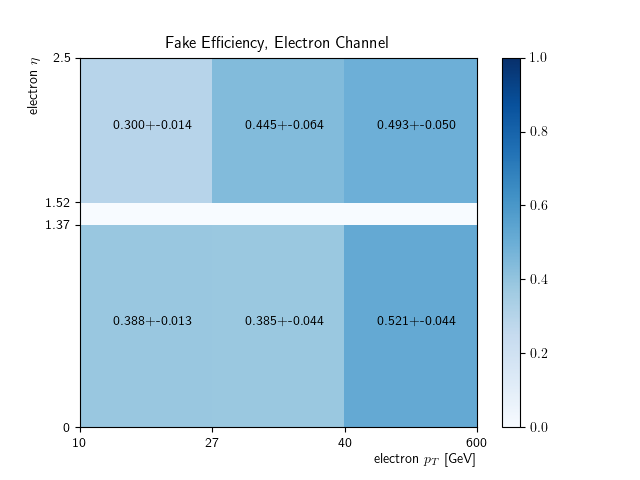 Fake Efficiency, Electron Channel
electron η
2.5
1.52
1.37
0
0.300+-0.014 0.445+-0.064 0.493+-0.050
0.388+-0.013 0.385+-0.044 0.521+-0.044
10 27 40 600
electron p_T [GeV]
1.0
0.8
0.6
0.4
0.2
0.0